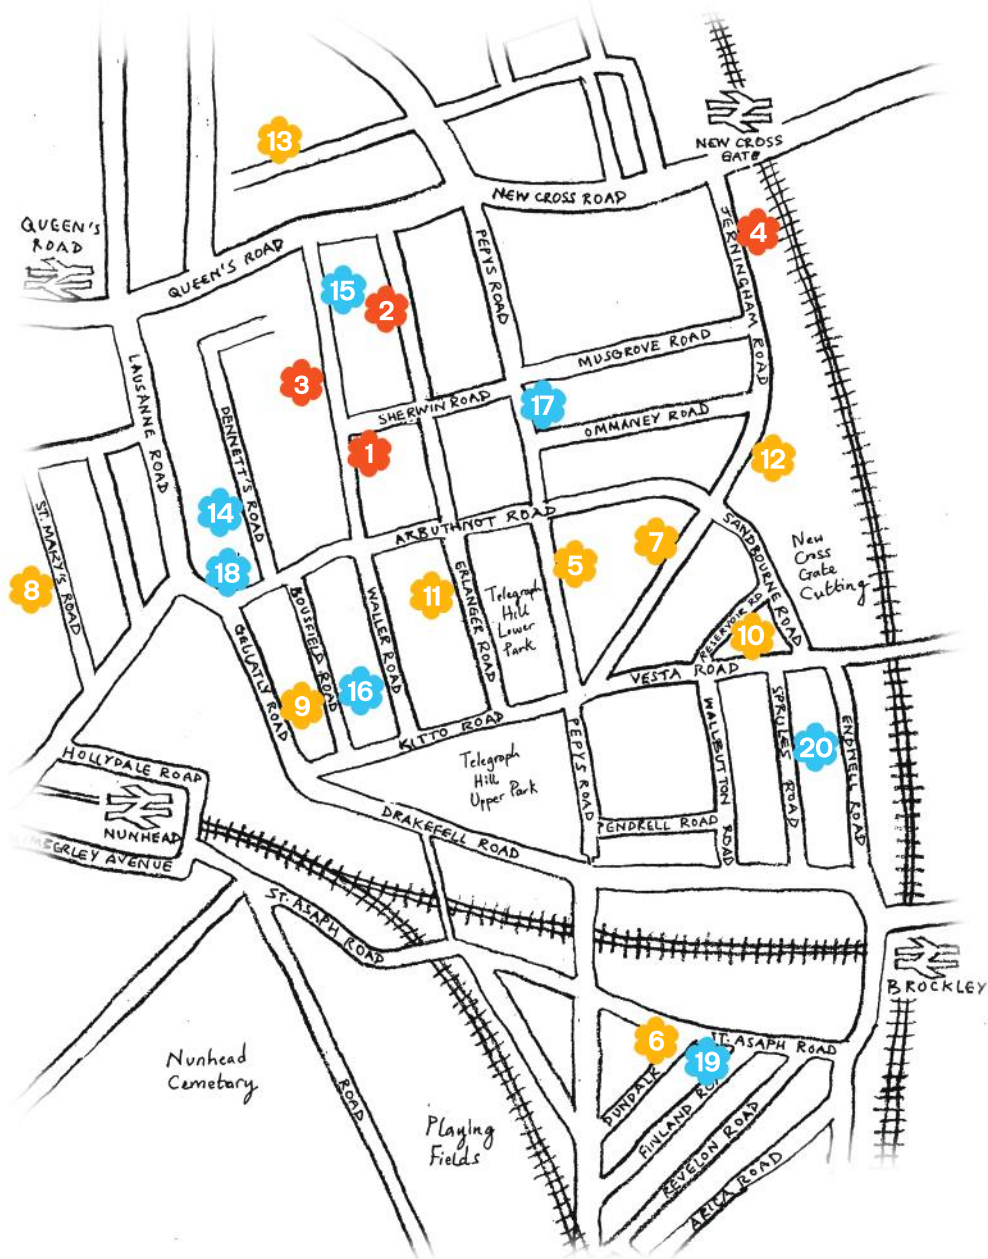 13
NEW CROSS
GATE
NEW CROSS ROAD
QUEEN'S
ROAD
4
JERNINGHAM ROAD
QUEEN'S ROAD
PEPYS ROAD
15
2
MUSGROVE ROAD
LAUSANNE ROAD
3
SHERWIN ROAD
17
OMMANEY ROAD
DENNETT'S ROAD
1
12
ST. MARY'S ROAD
14
ARBUTHNOT ROAD
SANDBOURNE ROAD
7
New
Cross
Gate
Cutting
18
5
8
BOUSFIELD ROAD
WALLER ROAD
11
ERLANGER ROAD
Telegraph
Hill
Lower
Park
RESERVOIR RD
10
GELLATLY ROAD
VESTA ROAD
9
16
KITTO ROAD
PEPYS ROAD
WALLBUTTON ROAD
SPRULES ROAD
20
ENDWELL ROAD
HOLLYDALE ROAD
Telegraph
Hill
Upper Park
NUNHEAD
DRAKEFELL ROAD
PENDRELL ROAD
AVENUE
ST. ASAPH ROAD
BROCKLEY
6
19
ASAPH ROAD
Nunhead
Cemetary
ROAD
DUNDALK
FINLAND
REVELON ROAD
ARICA ROAD
Playing
Fields